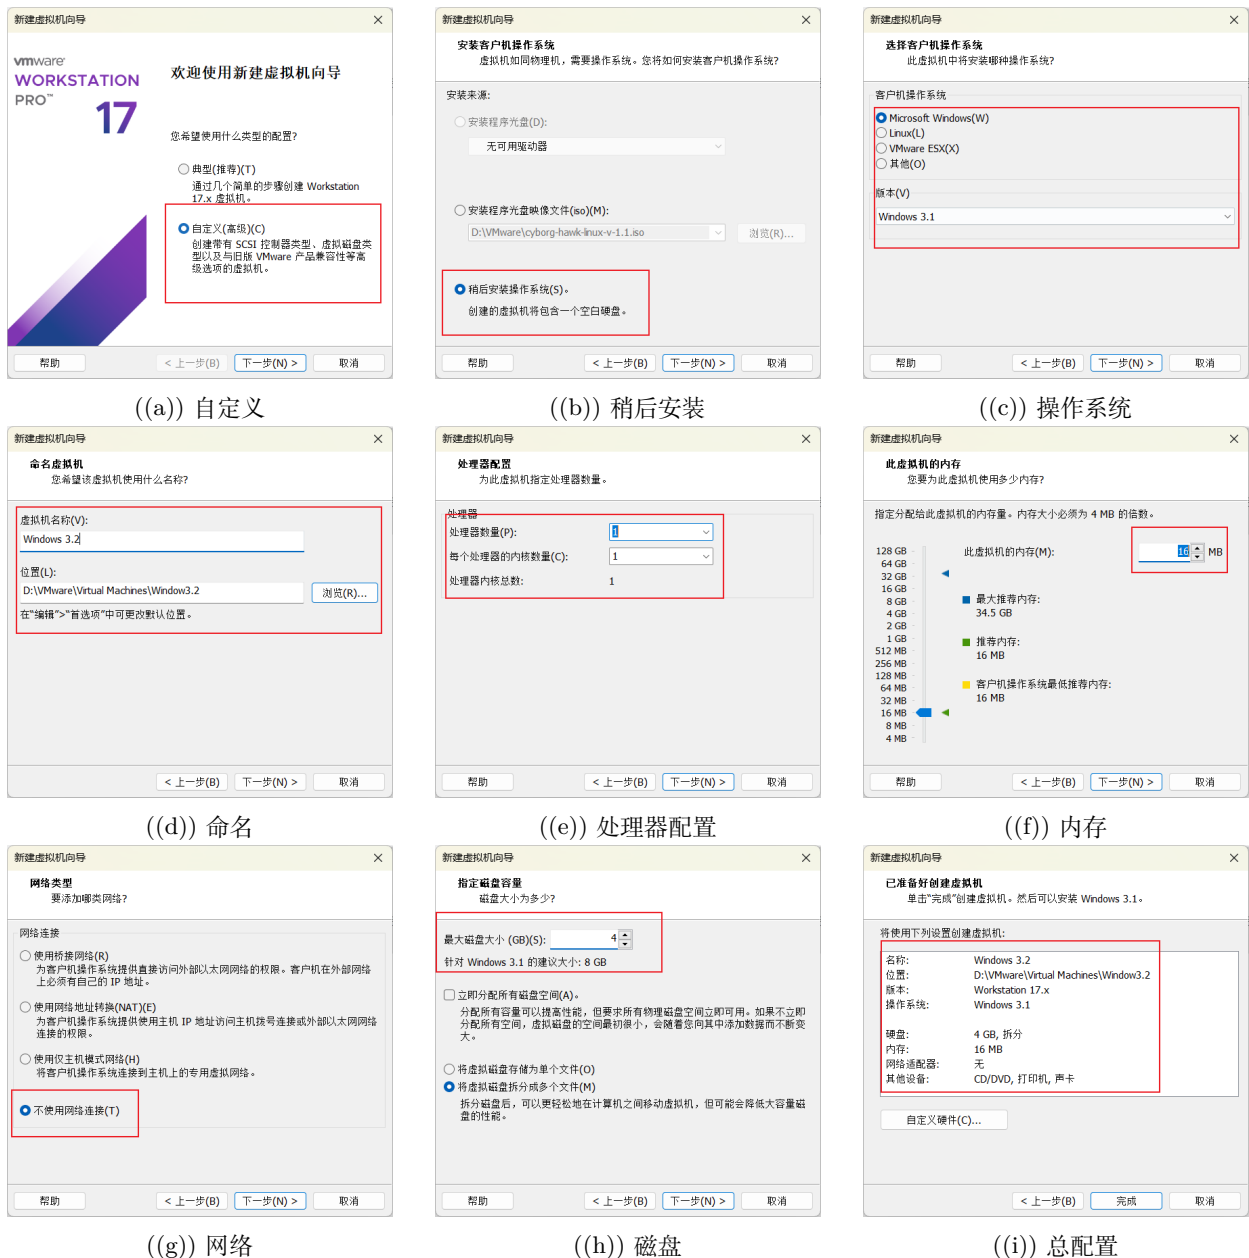 新建虚拟机向导
vmware
WORKSTATION
PRO™
17
欢迎使用新建虚拟机向导
您希望使用什么类型的配置?
典型(推荐)(T)
通过几个简单的步骤创建 Workstation
17.x 虚拟机。
自定义(高级)(C)
创建带有 SCSI 控制器类型、虚拟磁盘类
型以及与旧版 VMware 产品兼容性等高
级选项的虚拟机。
帮助
< 上一步(B)
下一步(N) >
取消
((a)) 自定义
新建虚拟机向导
安装客户机操作系统
虚拟机如同物理机，需要操作系统。您将如何安装客户机操作系统?
安装来源:
安装程序光盘(D):
无可用驱动器
安装程序光盘映像文件(iso)(M):
D:\VMware\cyborg-hawk-linux-v-1.1.iso
浏览(R)...
稍后安装操作系统(S)。
创建的虚拟机将包含一个空白硬盘。
帮助
< 上一步(B)
下一步(N) >
取消
((b)) 稍后安装
新建虚拟机向导
选择客户机操作系统
此虚拟机中将安装哪种操作系统?
客户机操作系统
Microsoft Windows(W)
Linux(L)
VMware ESX(X)
其他(O)
版本(V)
Windows 3.1
帮助
< 上一步(B)
下一步(N) >
取消
((c)) 操作系统
新建虚拟机向导
命名虚拟机
您希望该虚拟机使用什么名称?
虚拟机名称(V):
Windows 3.2
位置(L):
D:\VMware\Virtual Machines\Window3.2
浏览(R)...
在"编辑">"首选项"中可更改默认位置。
< 上一步(B)
下一步(N) >
取消
((d)) 命名
新建虚拟机向导
处理器配置
为此虚拟机指定处理器数量。
处理器
处理器数量(P):
1
每个处理器的内核数量(C):
1
处理器内核总数:
1
帮助
< 上一步(B)
下一步(N) >
取消
((e)) 处理器配置
新建虚拟机向导
此虚拟机的内存
您要为此虚拟机使用多少内存?
指定分配给此虚拟机的内存量。内存大小必须为 4 MB 的倍数。
128 GB
64 GB
32 GB
16 GB
8 GB
4 GB
2 GB
1 GB
512 MB
256 MB
128 MB
64 MB
32 MB
16 MB
8 MB
4 MB
此虚拟机的内存(M):
16
MB
最大推荐内存:
34.5 GB
推荐内存:
16 MB
客户机操作系统最低推荐内存:
16 MB
帮助
< 上一步(B)
下一步(N) >
取消
((f)) 内存
新建虚拟机向导
网络类型
要添加哪类网络?
网络连接
使用桥接网络(R)
为客户机操作系统提供直接访问外部以太网网络的权限。客户机在外部网络
上必须有自己的 IP 地址。
使用网络地址转换(NAT)(E)
为客户机操作系统提供使用主机 IP 地址访问主机拨号连接或外部以太网网络
连接的权限。
使用仅主机模式网络(H)
将客户机操作系统连接到主机上的专用虚拟网络。
不使用网络连接(T)
帮助
< 上一步(B)
下一步(N) >
取消
((g)) 网络
新建虚拟机向导
指定磁盘容量
磁盘大小为多少?
最大磁盘大小 (GB)(S):
4
针对 Windows 3.1 的建议大小: 8 GB
立即分配所有磁盘空间(A)。
分配所有容量可以提高性能，但要求所有物理磁盘空间立即可用。如果不立即
分配所有空间，虚拟磁盘的空间最初很小，会随着您向其中添加数据而不断变
大。
将虚拟磁盘存储为单个文件(O)
将虚拟磁盘拆分成多个文件(M)
拆分磁盘后，可以更轻松地在计算机之间移动虚拟机，但可能会降低大容量磁
盘的性能。
帮助
< 上一步(B)
下一步(N) >
取消
((h)) 磁盘
新建虚拟机向导
已准备好创建虚拟机
单击"完成"创建虚拟机。然后可以安装 Windows 3.1。
将使用下列设置创建虚拟机:
名称: Windows 3.2
位置: D:\VMware\Virtual Machines\Window3.2
版本: Workstation 17.x
操作系统: Windows 3.1
硬盘: 4 GB, 拆分
内存: 16 MB
网络适配器: 无
其他设备: CD/DVD, 打印机, 声卡
自定义硬件(C)...
< 上一步(B)
完成
取消
((i)) 总配置